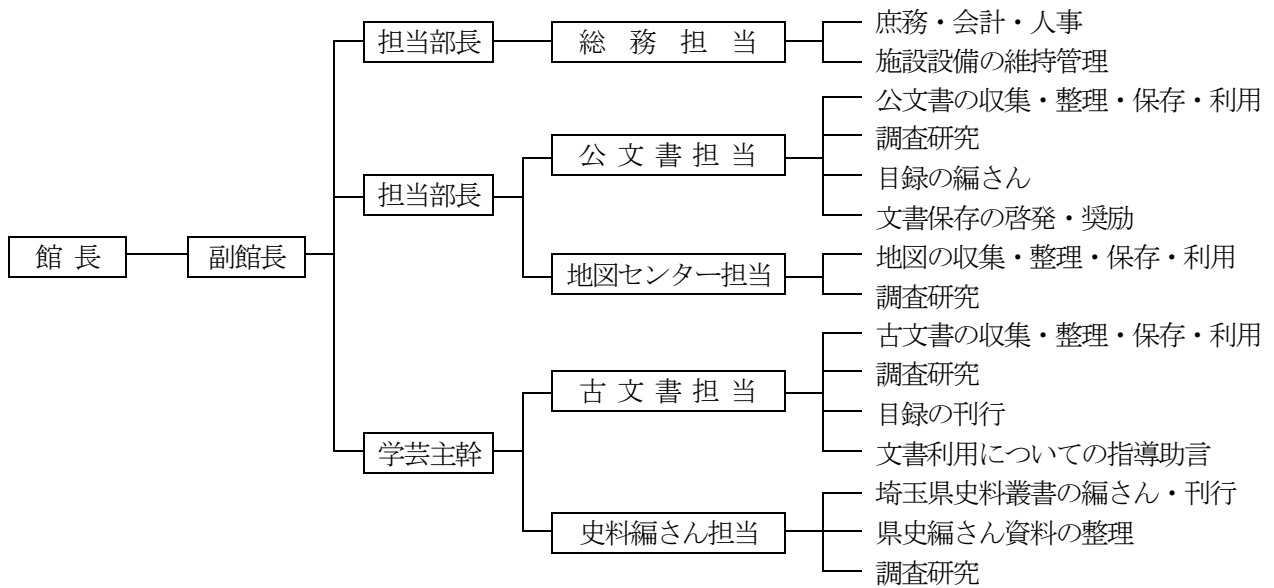 館 長
副館長
担当部長
総 務 担 当
庶務・会計・人事
施設設備の維持管理
担当部長
公 文 書 担 当
公文書の収集・整理・保存・利用
調査研究
目録の編さん
文書保存の啓発・奨励
地図センター担当
地図の収集・整理・保存・利用
調査研究
学芸主幹
古 文 書 担 当
古文書の収集・整理・保存・利用
調査研究
目録の刊行
文書利用についての指導助言
史料編さん担当
埼玉県史料叢書の編さん・刊行
県史編さん資料の整理
調査研究